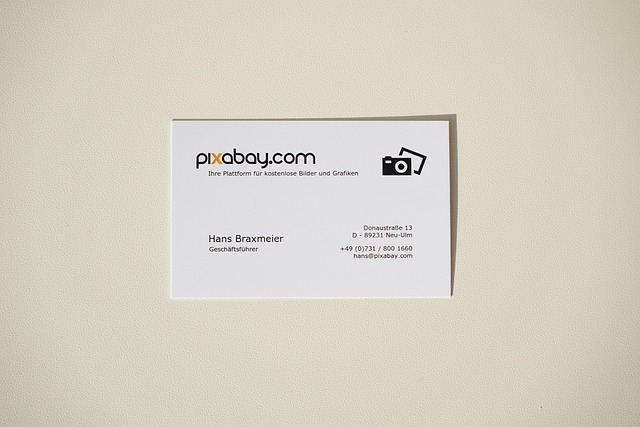 pixabay.com
Ihre Plattform für kostenlose Bilder und Grafiken
Hans Braxmeier
Geschäftsführer
Donaustraße 13
D - 89231 Neu-Ulm
+49 (0)731 / 800 1660
hans@pixabay.com